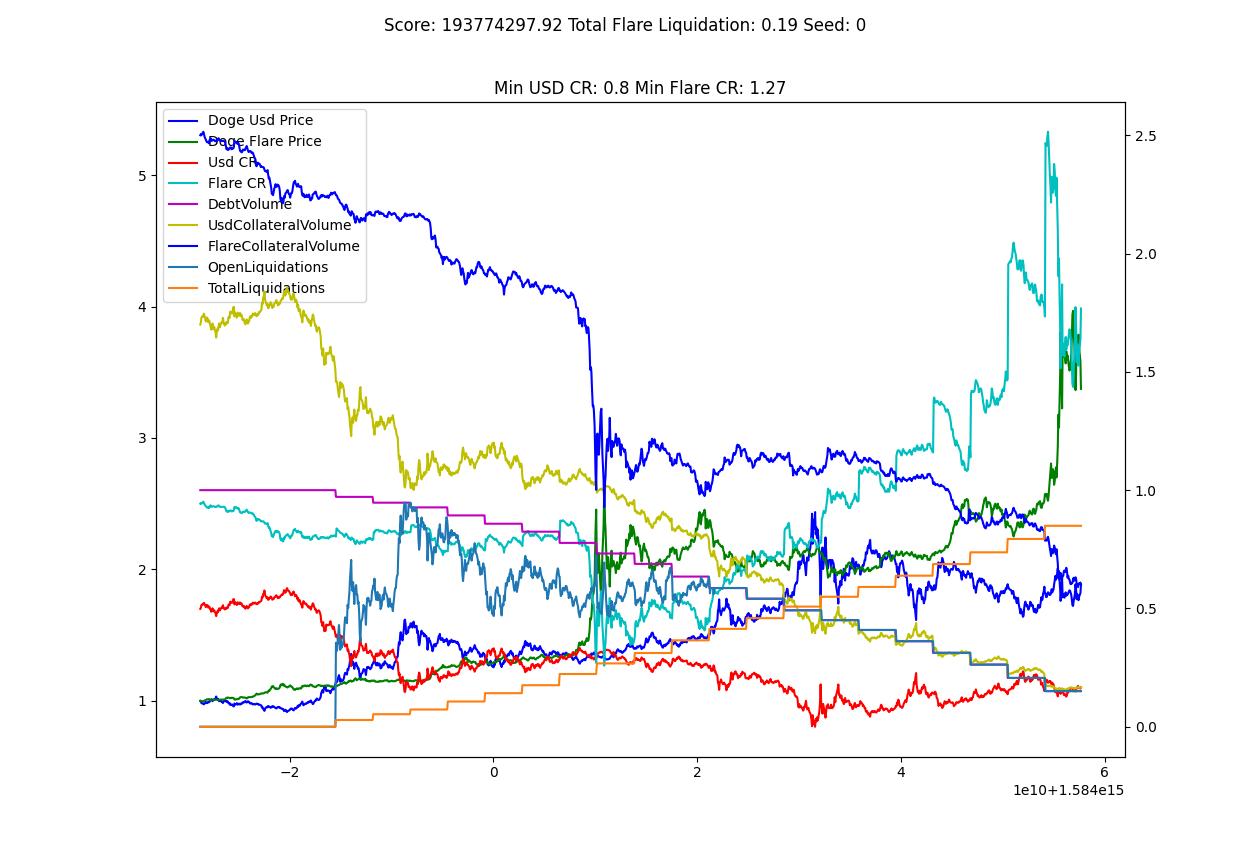 Score: 193774297.92 Total Flare Liquidation: 0.19 Seed: 0
Min USD CR: 0.8 Min Flare CR: 1.27
Doge Usd Price
Doge Flare Price
Usd CR
Flare CR
DebtVolume
UsdCollateralVolume
FlareCollateralVolume
OpenLiquidations
TotalLiquidations
5
4
3
2
1
2.5
2.0
1.5
1.0
0.5
0.0
−2
0
2
4
6
1e10+1.584e15